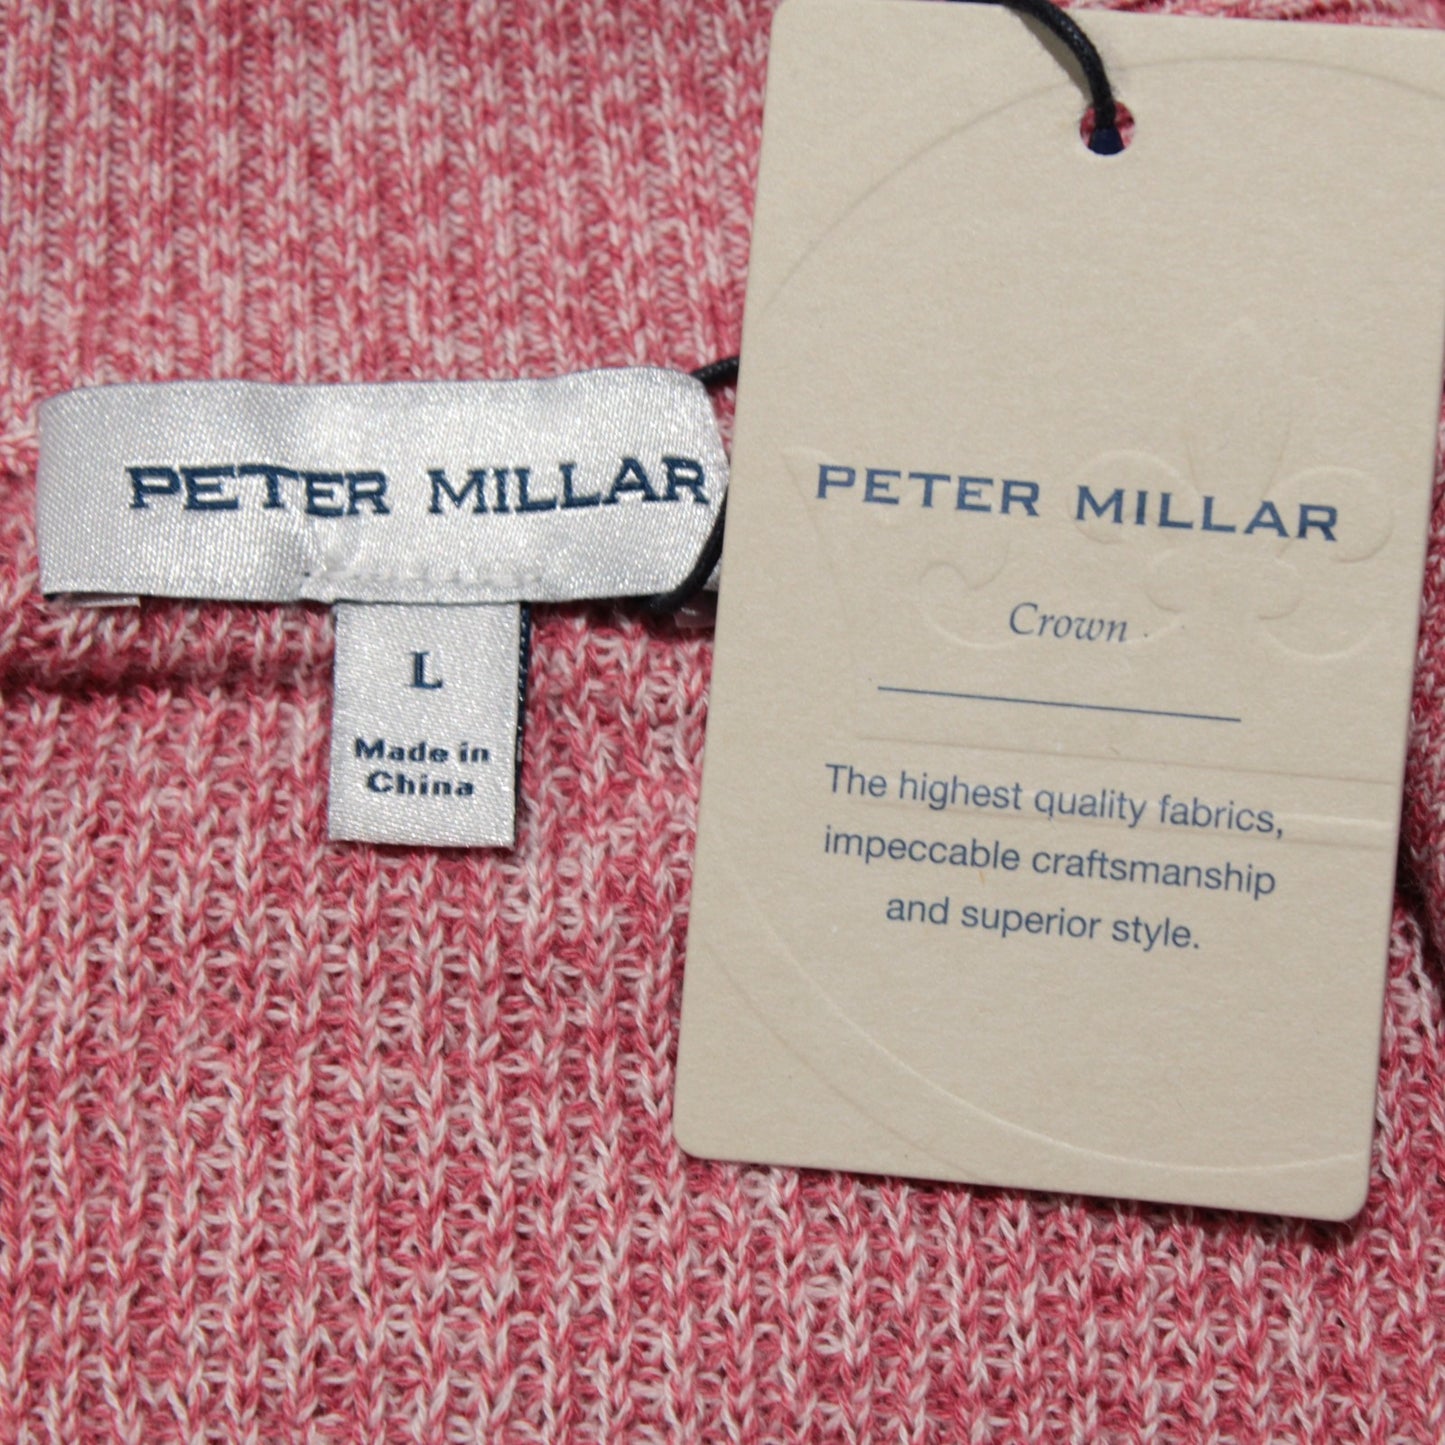 PETER MILLAR
L
Made in
China
PETER MILLAR
Crown
The highest quality fabrics,
impeccable craftsmanship
and superior style.